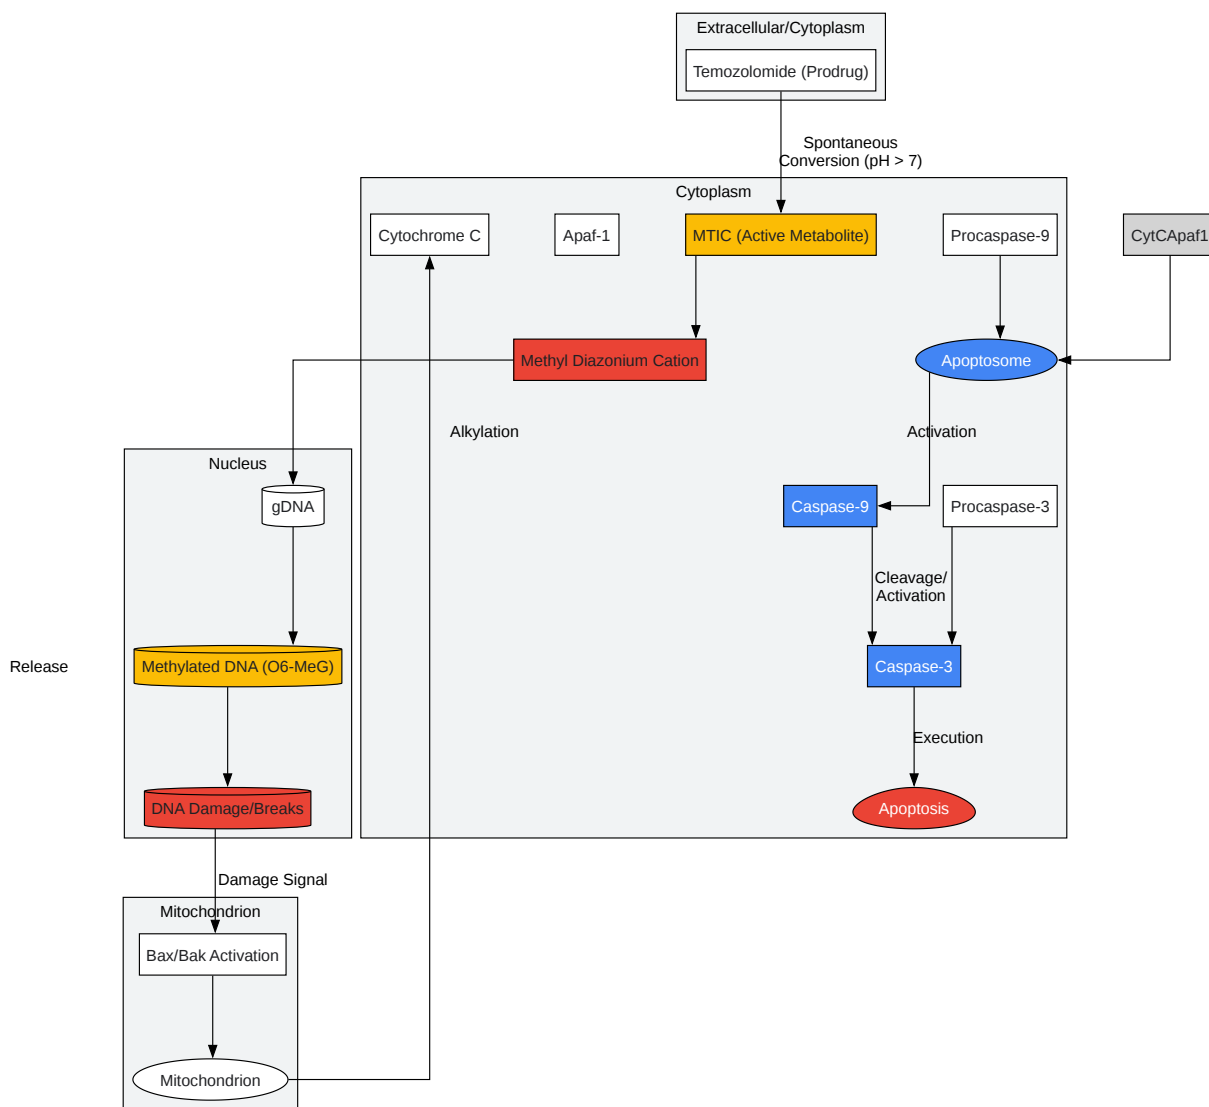 Extracellular/Cytoplasm
Temozolomide (Prodrug)
Spontaneous
Conversion (pH > 7)
Cytoplasm
Cytochrome C
Apaf-1
MTIC (Active Metabolite)
Procaspase-9
CytCApaf1
Methyl Diazonium Cation
Apoptosome
Alkylation
Activation
Nucleus
gDNA
Caspase-9
Procaspase-3
Cleavage/
Activation
Release
Methylated DNA (O6-MeG)
Caspase-3
Execution
DNA Damage/Breaks
Apoptosis
Damage Signal
Mitochondrion
Bax/Bak Activation
Mitochondrion